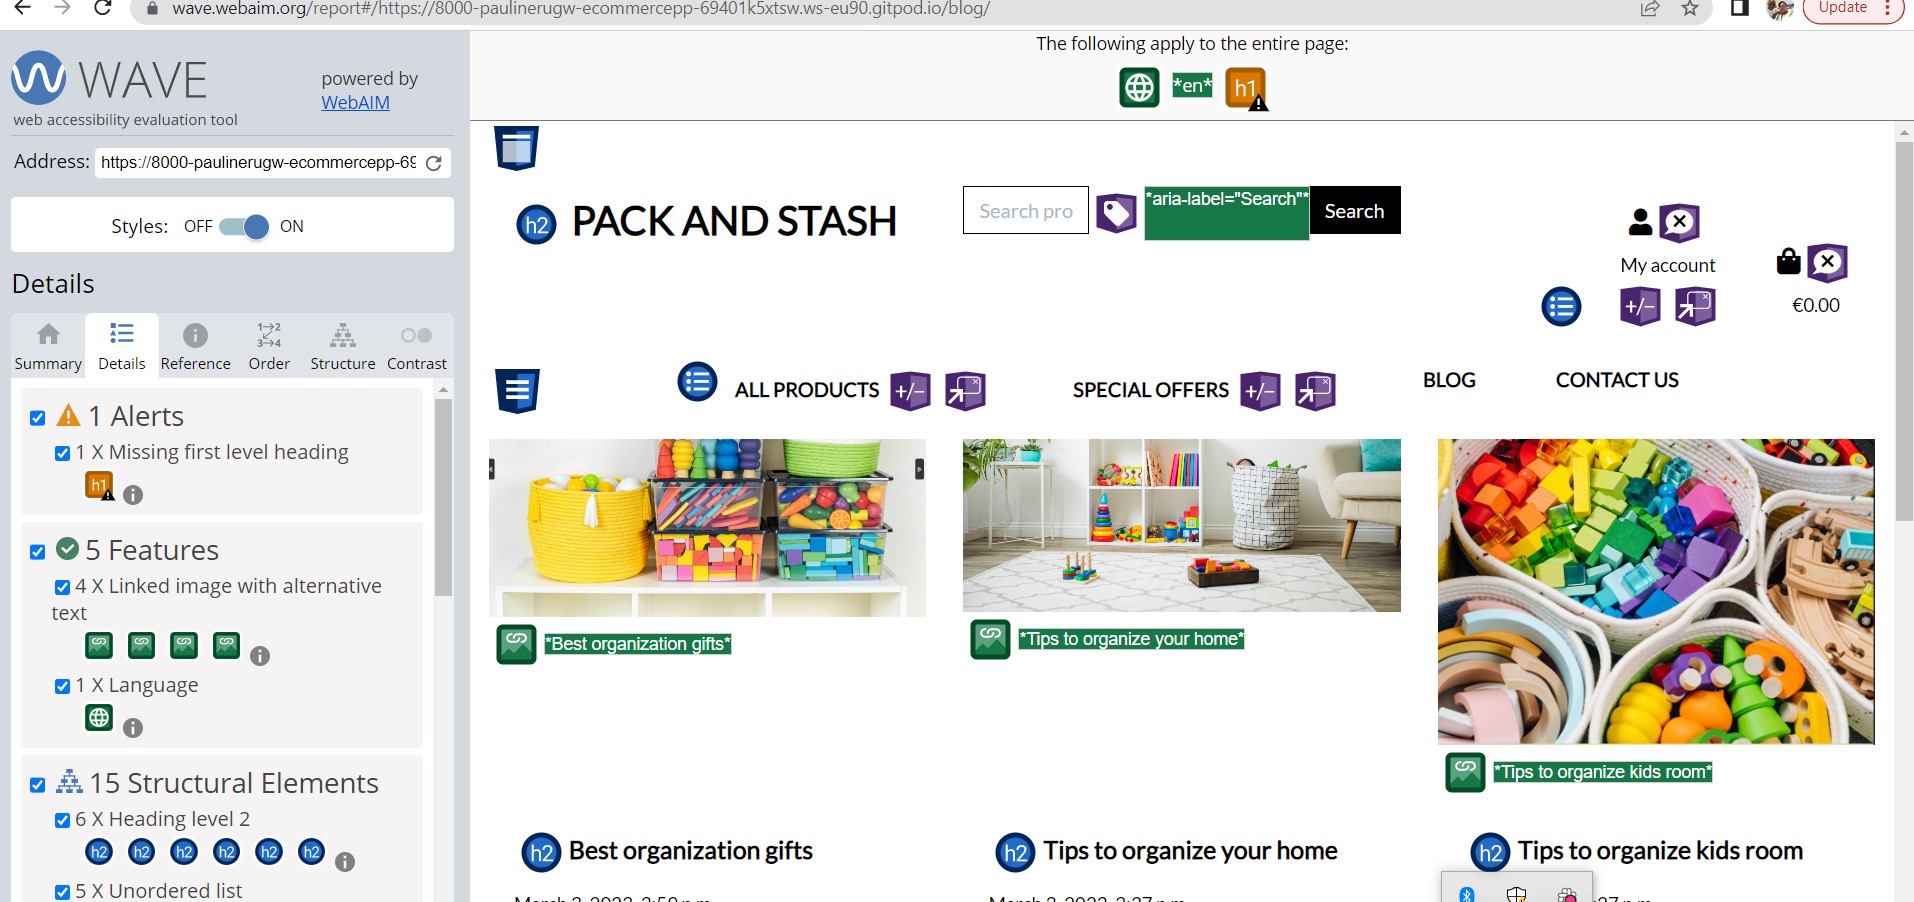 wave.webaim.org/report#/https://8000-paulinerugw-ecommercepp-69401k5xtsw.ws-eu90.gitpod.io/blog/
Update
WAVE
powered by
WebAIM
web accessibility evaluation tool
Address: https://8000-paulinerugw-ecommercepp-69
Styles: OFF ON
Details
Summary Details Reference Order Structure Contrast
1 Alerts
1 X Missing first level heading
h1
5 Features
4 X Linked image with alternative
text
1 X Language
15 Structural Elements
6 X Heading level 2
h2 h2 h2 h2 h2 h2
5 X Unordered list
The following apply to the entire page:
*en* h1
h2 PACK AND STASH
Search pro *aria-label="Search"* Search
My account
+/-
€0.00
ALL PRODUCTS +/- SPECIAL OFFERS +/- BLOG CONTACT US
*Best organization gifts*
*Tips to organize your home*
*Tips to organize kids room*
h2 Best organization gifts
h2 Tips to organize your home
h2 Tips to organize kids room